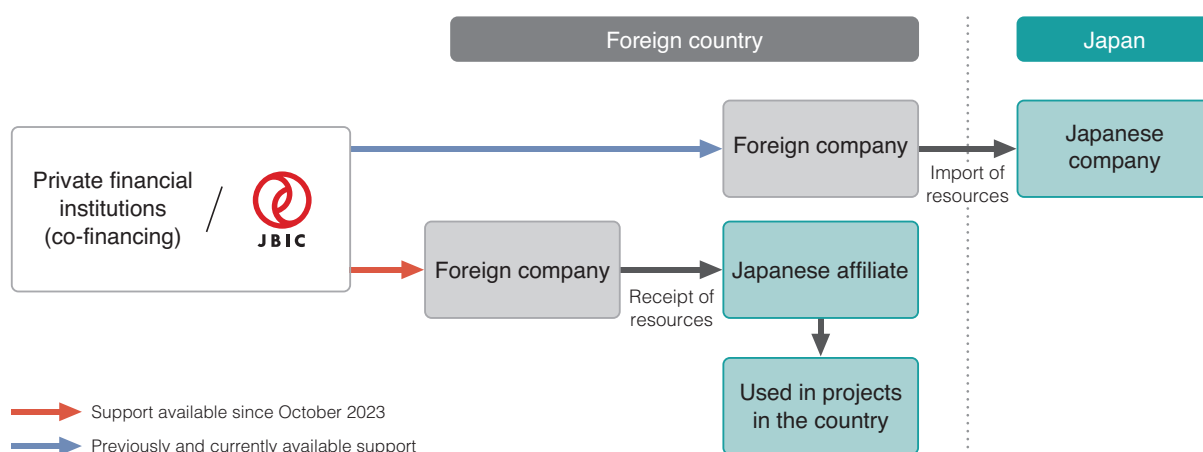 Foreign country
Japan
Private financial
institutions
(co-financing)
/
JBIC
Foreign company
Import of
resources
Japanese
company
Foreign company
Receipt of
resources
Japanese affiliate
Used in projects
in the country
Support available since October 2023
Previously and currently available support